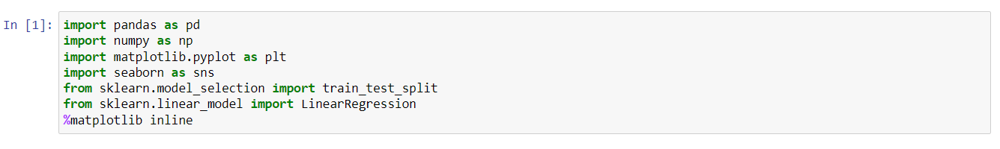 In [1]: import pandas as pd
import numpy as np
import matplotlib.pyplot as plt
import seaborn as sns
from sklearn.model_selection import train_test_split
from sklearn.linear_model import LinearRegression
%matplotlib inline